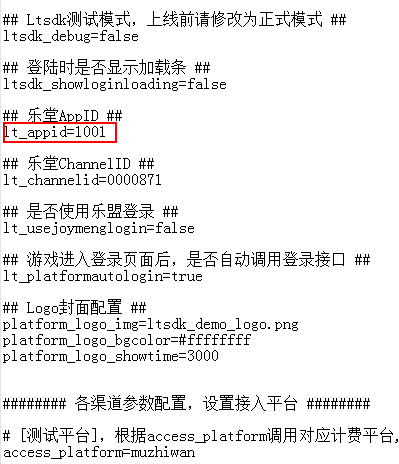 ## Ltsdk测试模式，上线前请修改为正式模式 ##
ltsdk_debug=false
## 登陆时是否显示加载条 ##
ltsdk_showloginloading=false
## 乐堂AppID ##
lt_appid=1001
## 乐堂ChannelID ##
lt_channelid=0000871
## 是否使用乐盟登录 ##
lt_usejoymenglogin=false
## 游戏进入登录页面后，是否自动调用登录接口 ##
lt_platformautologin=true
## Logo封面配置 ##
platform_logo_img=ltsdk_demo_logo.png
platform_logo_bgcolor=#ffffffff
platform_logo_showtime=3000
######## 各渠道参数配置，设置接入平台 ########
# [测试平台]，根据access_platform调用对应计费平台,
access_platform=muzhiwan